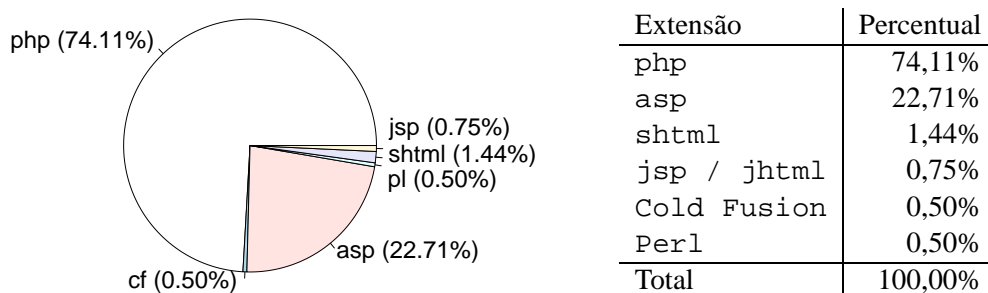 php (74.11%)
jsp (0.75%)
shtml (1.44%)
pl (0.50%)
asp (22.71%)
cf (0.50%)
Extensão Percentual
php 74,11%
asp 22,71%
shtml 1,44%
jsp / jhtml 0,75%
Cold Fusion 0,50%
Perl 0,50%
Total 100,00%